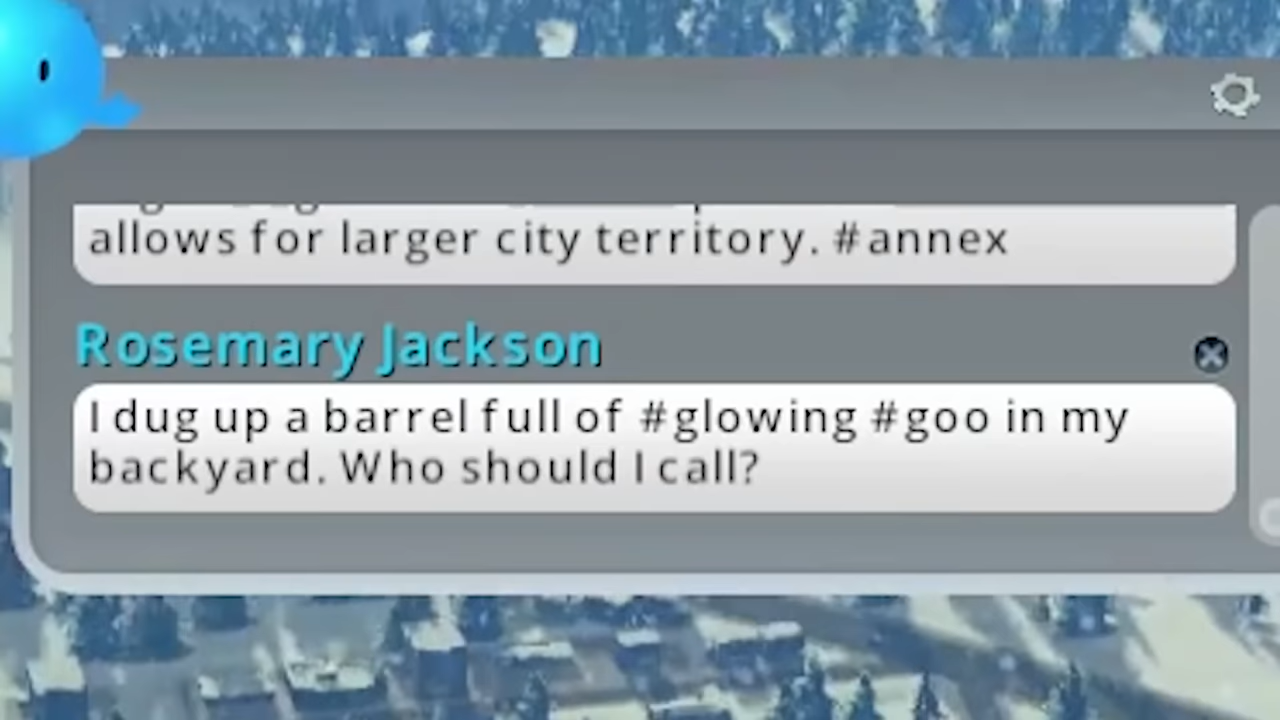 allows for larger city territory. #annex
Rosemary Jackson
I dug up a barrel full of #glowing #goo in my
backyard. Who should I call?